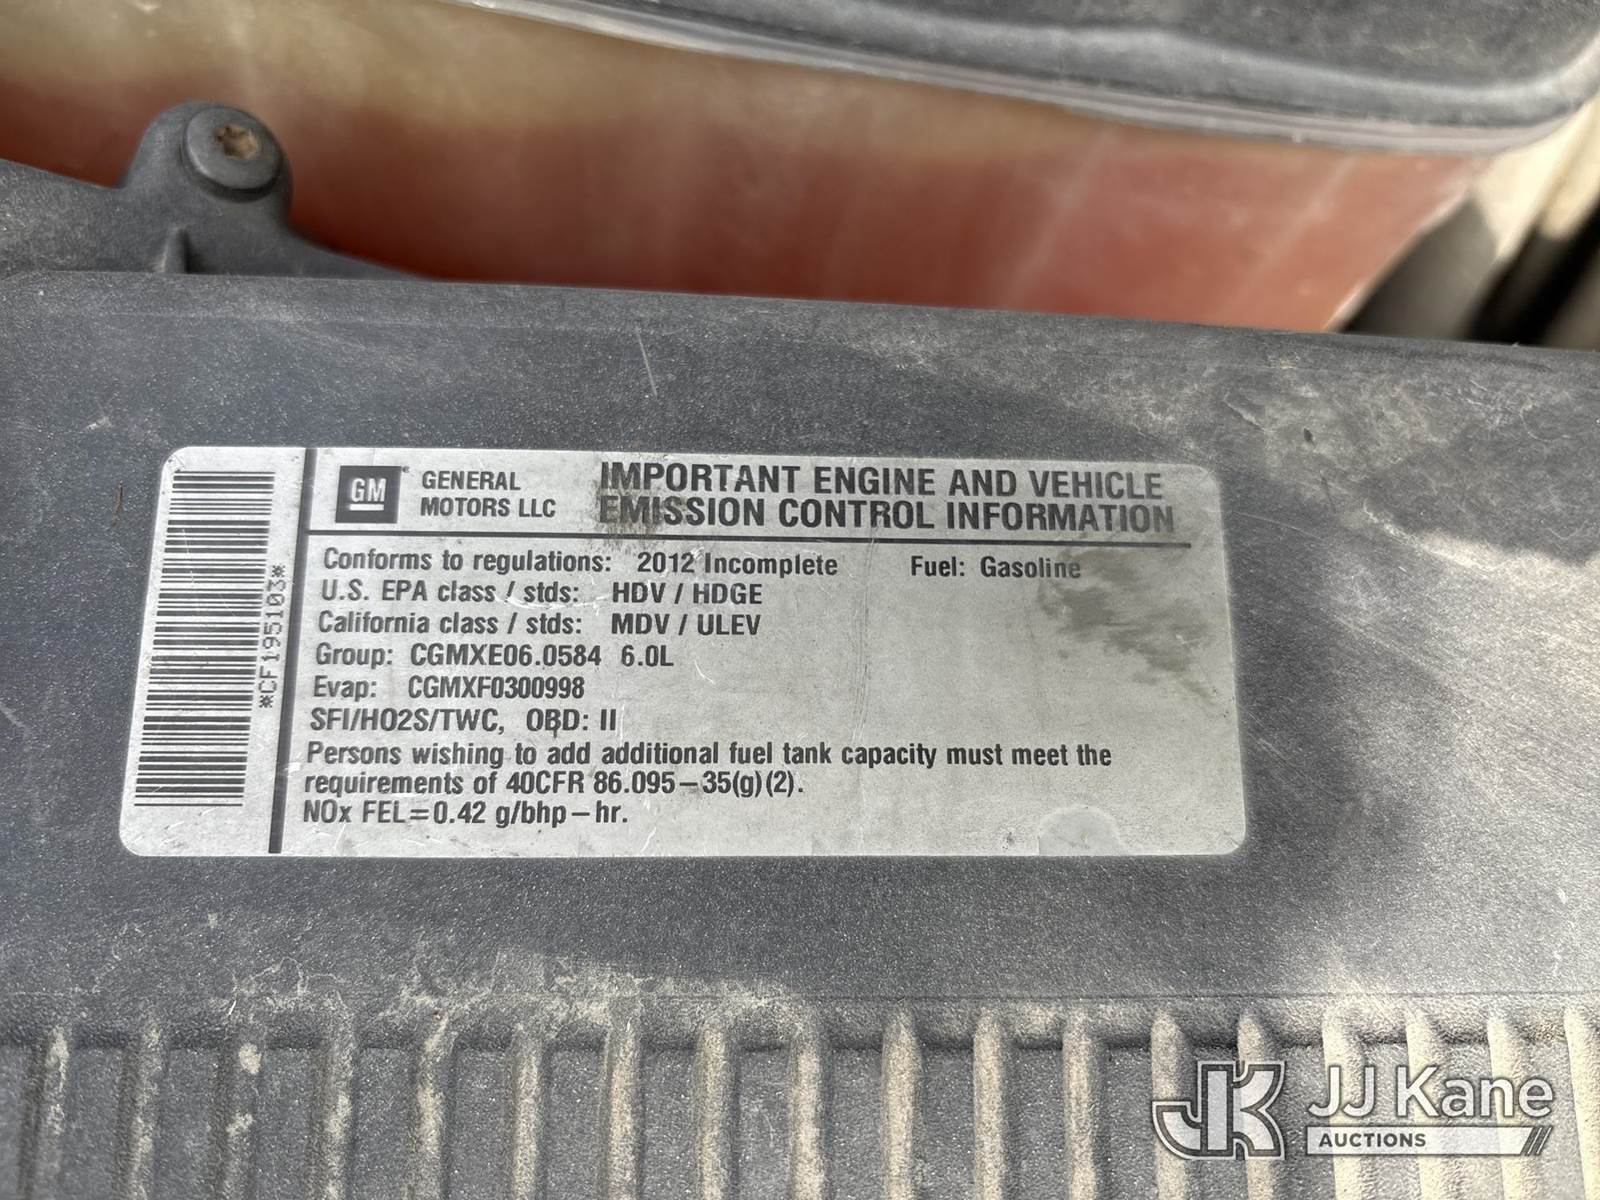 GM
GENERAL
MOTORS LLC
IMPORTANT ENGINE AND VEHICLE
EMISSION CONTROL INFORMATION
Conforms to regulations: 2012 Incomplete Fuel: Gasoline
U.S. EPA class / stds: HDV / HDGE
California class / stds: MDV / ULEV
Group: CGMXE06.0584 6.0L
Evap: CGMXF0300998
SFI/HO2S/TWC, OBD: II
Persons wishing to add additional fuel tank capacity must meet the
requirements of 40CFR 86.095-35(g)(2).
NOx FEL=0.42 g/bhp-hr.
*CF195103*
JK JJ Kane
AUCTIONS